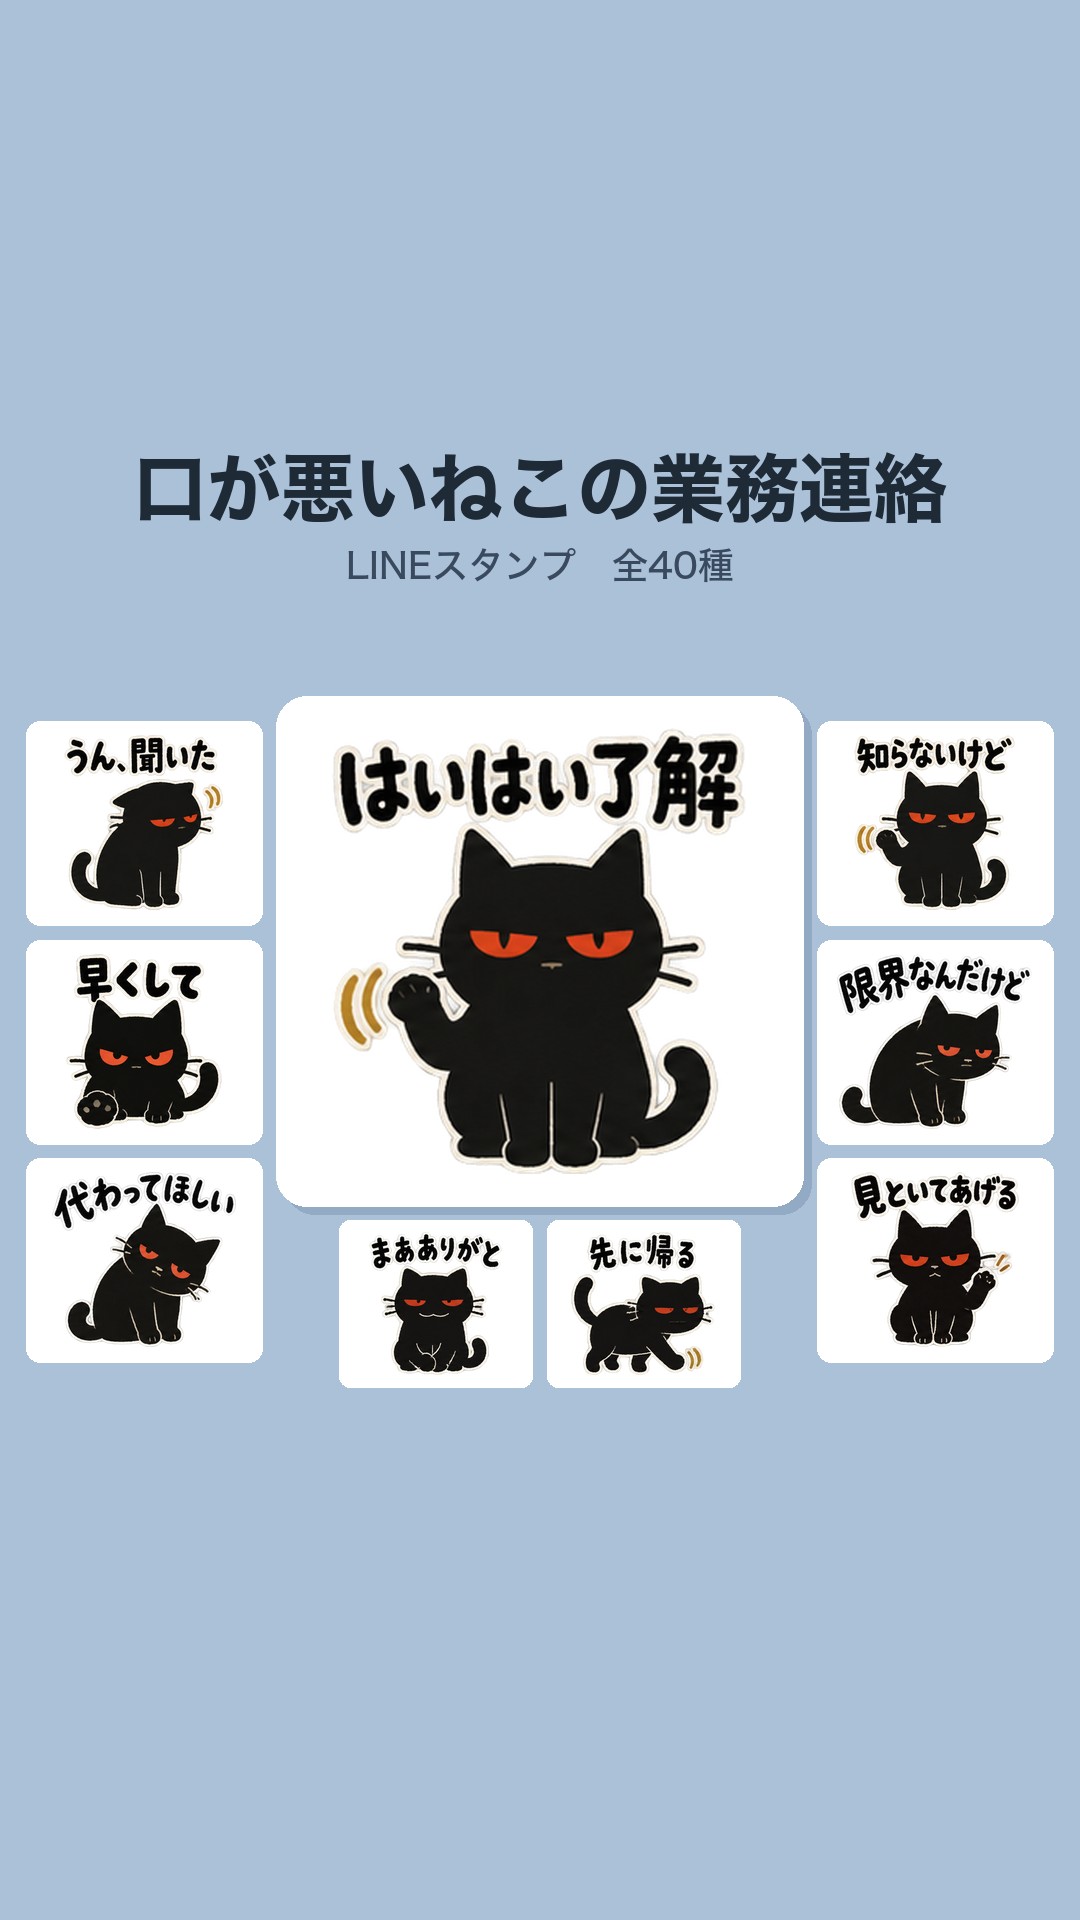 口が悪いねこの業務連絡
LINEスタンプ　全40種
うん、聞いた
はいはい了解
知らないけど
早くして
限界なんだけど
代わってほしい
見といてあげる
まあありがと
先に帰る